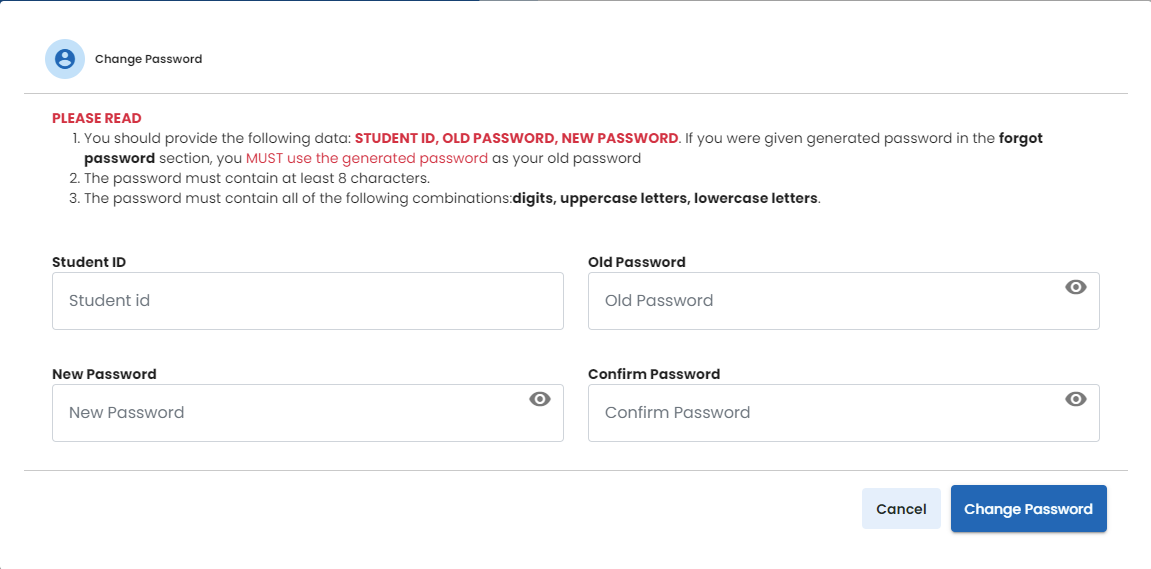 Change Password
PLEASE READ
1. You should provide the following data: STUDENT ID, OLD PASSWORD, NEW PASSWORD. If you were given generated password in the forgot
password section, you MUST use the generated password as your old password
2. The password must contain at least 8 characters.
3. The password must contain all of the following combinations:digits, uppercase letters, lowercase letters.
Student ID
Student id
Old Password
Old Password
New Password
New Password
Confirm Password
Confirm Password
Cancel
Change Password